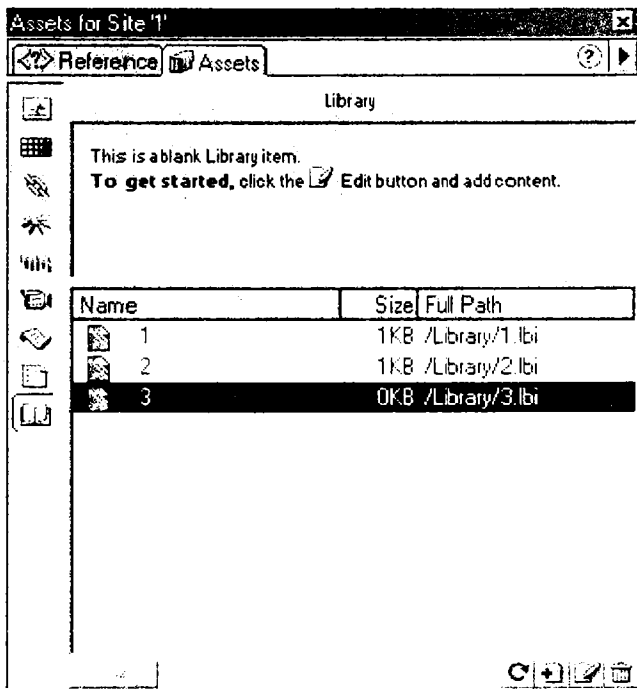 Assets for Site '1'
<?> Reference Assets
Library
This is a blank Library item.
To get started, click the Edit button and add content.
Name Size Full Path
1 1KB /Library/1.lbi
2 1KB /Library/2.lbi
3 0KB /Library/3.lbi